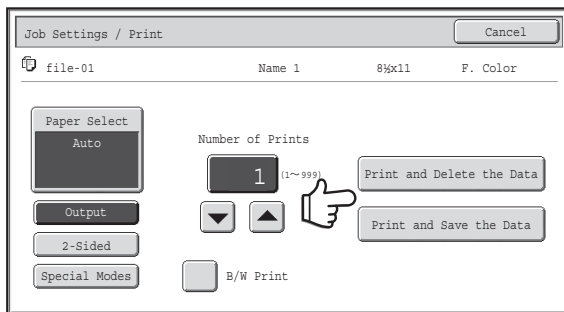 Job Settings / Print
Cancel
file-01 Name 1 8½x11 F. Color
Paper Select
Auto
Number of Prints
1 (1~999)
Print and Delete the Data
Output
Print and Save the Data
2-Sided
Special Modes
B/W Print